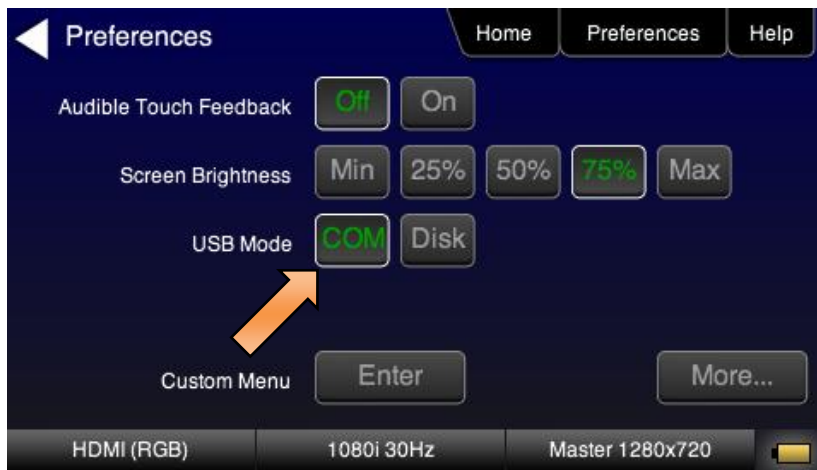 Preferences Home Preferences Help
Audible Touch Feedback Off On
Screen Brightness Min 25% 50% 75% Max
USB Mode COM Disk
Custom Menu Enter More...
HDMI (RGB) 1080i 30Hz Master 1280x720